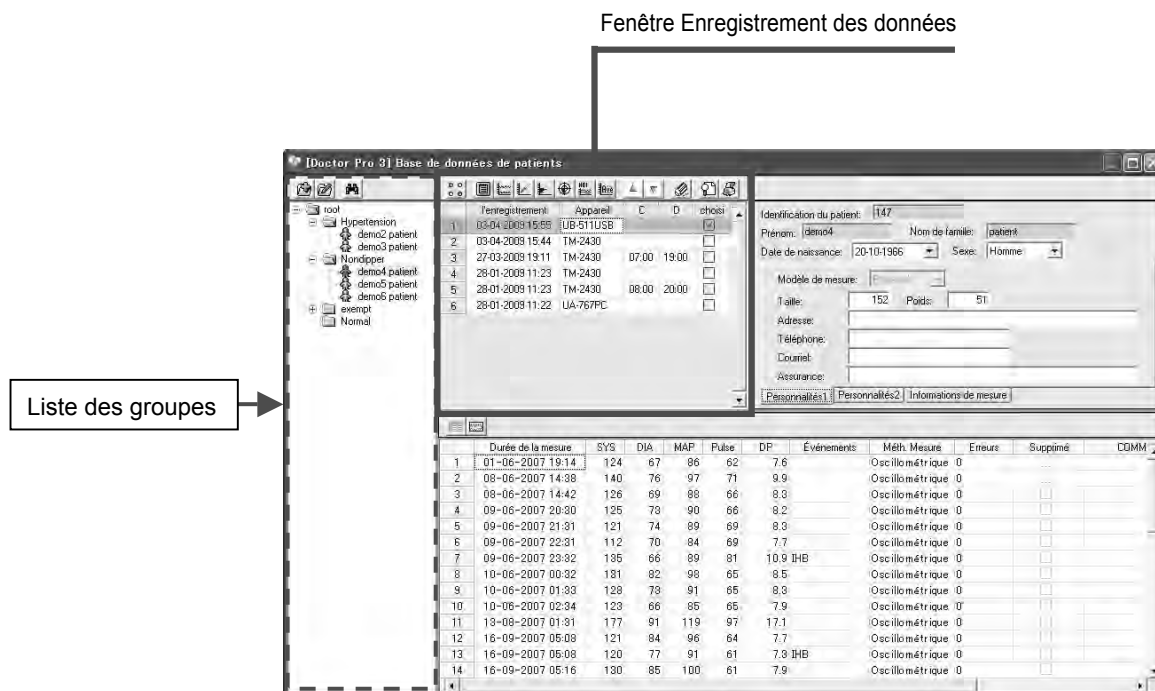 Fenêtre Enregistrement des données
[Doctor Pro 3] Base de données de patients
root
Hypertension
demo2 patient
demo3 patient
Nondipper
demo4 patient
demo5 patient
demo6 patient
exempt
Normal
Liste des groupes
l'enregistrement Appareil C D choisi
1 03-04-2009 15:55 UB-511USB
2 03-04-2009 15:44 TM-2430
3 27-03-2009 19:11 TM-2430 07:00 19:00
4 28-01-2009 11:23 TM-2430
5 28-01-2009 11:23 TM-2430 08:00 20:00
6 28-01-2009 11:22 UA-767PC
Identification du patient: 147
Prénom: demo4 Nom de famille: patient
Date de naissance: 20-10-1966 Sexe: Homme
Modèle de mesure:
Taille: 152 Poids: 51
Adresse:
Téléphone:
Courriel:
Assurance:
Personnalités1 Personnalités2 Informations de mesure
Durée de la mesure SYS DIA MAP Pulse DP Événements Méth. Mesuré Erreurs Supprimé COMM
1 01-06-2007 19:14 124 67 86 62 7.6 Oscillométrique 0
2 08-06-2007 14:38 140 76 97 71 9.9 Oscillométrique 0
3 08-06-2007 14:42 126 69 88 66 8.3 Oscillométrique 0
4 09-06-2007 20:30 125 73 90 66 8.2 Oscillométrique 0
5 09-06-2007 21:31 121 74 89 69 8.3 Oscillométrique 0
6 09-06-2007 22:31 112 70 84 69 7.7 Oscillométrique 0
7 09-06-2007 23:32 135 66 89 81 10.9 IHB Oscillométrique 0
8 10-06-2007 00:32 131 82 98 65 8.5 Oscillométrique 0
9 10-06-2007 01:33 128 73 91 65 8.3 Oscillométrique 0
10 10-06-2007 02:34 123 66 85 65 7.9 Oscillométrique 0
11 13-08-2007 01:31 177 91 119 97 17.1 Oscillométrique 0
12 16-09-2007 05:08 121 84 96 64 7.7 Oscillométrique 0
13 16-09-2007 05:08 120 77 91 61 7.3 IHB Oscillométrique 0
14 16-09-2007 05:16 130 85 100 61 7.9 Oscillométrique 0